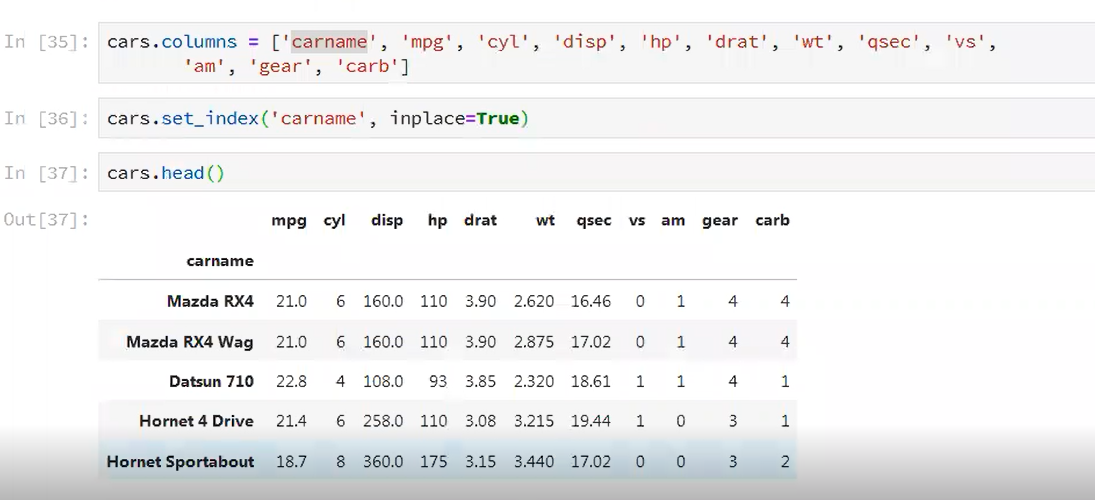 In [35]: cars.columns = ['carname', 'mpg', 'cyl', 'disp', 'hp', 'drat', 'wt', 'qsec', 'vs',
'am', 'gear', 'carb']
In [36]: cars.set_index('carname', inplace=True)
In [37]: cars.head()
Out[37]: mpg cyl disp hp drat wt qsec vs am gear carb
carname
Mazda RX4 21.0 6 160.0 110 3.90 2.620 16.46 0 1 4 4
Mazda RX4 Wag 21.0 6 160.0 110 3.90 2.875 17.02 0 1 4 4
Datsun 710 22.8 4 108.0 93 3.85 2.320 18.61 1 1 4 1
Hornet 4 Drive 21.4 6 258.0 110 3.08 3.215 19.44 1 0 3 1
Hornet Sportabout 18.7 8 360.0 175 3.15 3.440 17.02 0 0 3 2